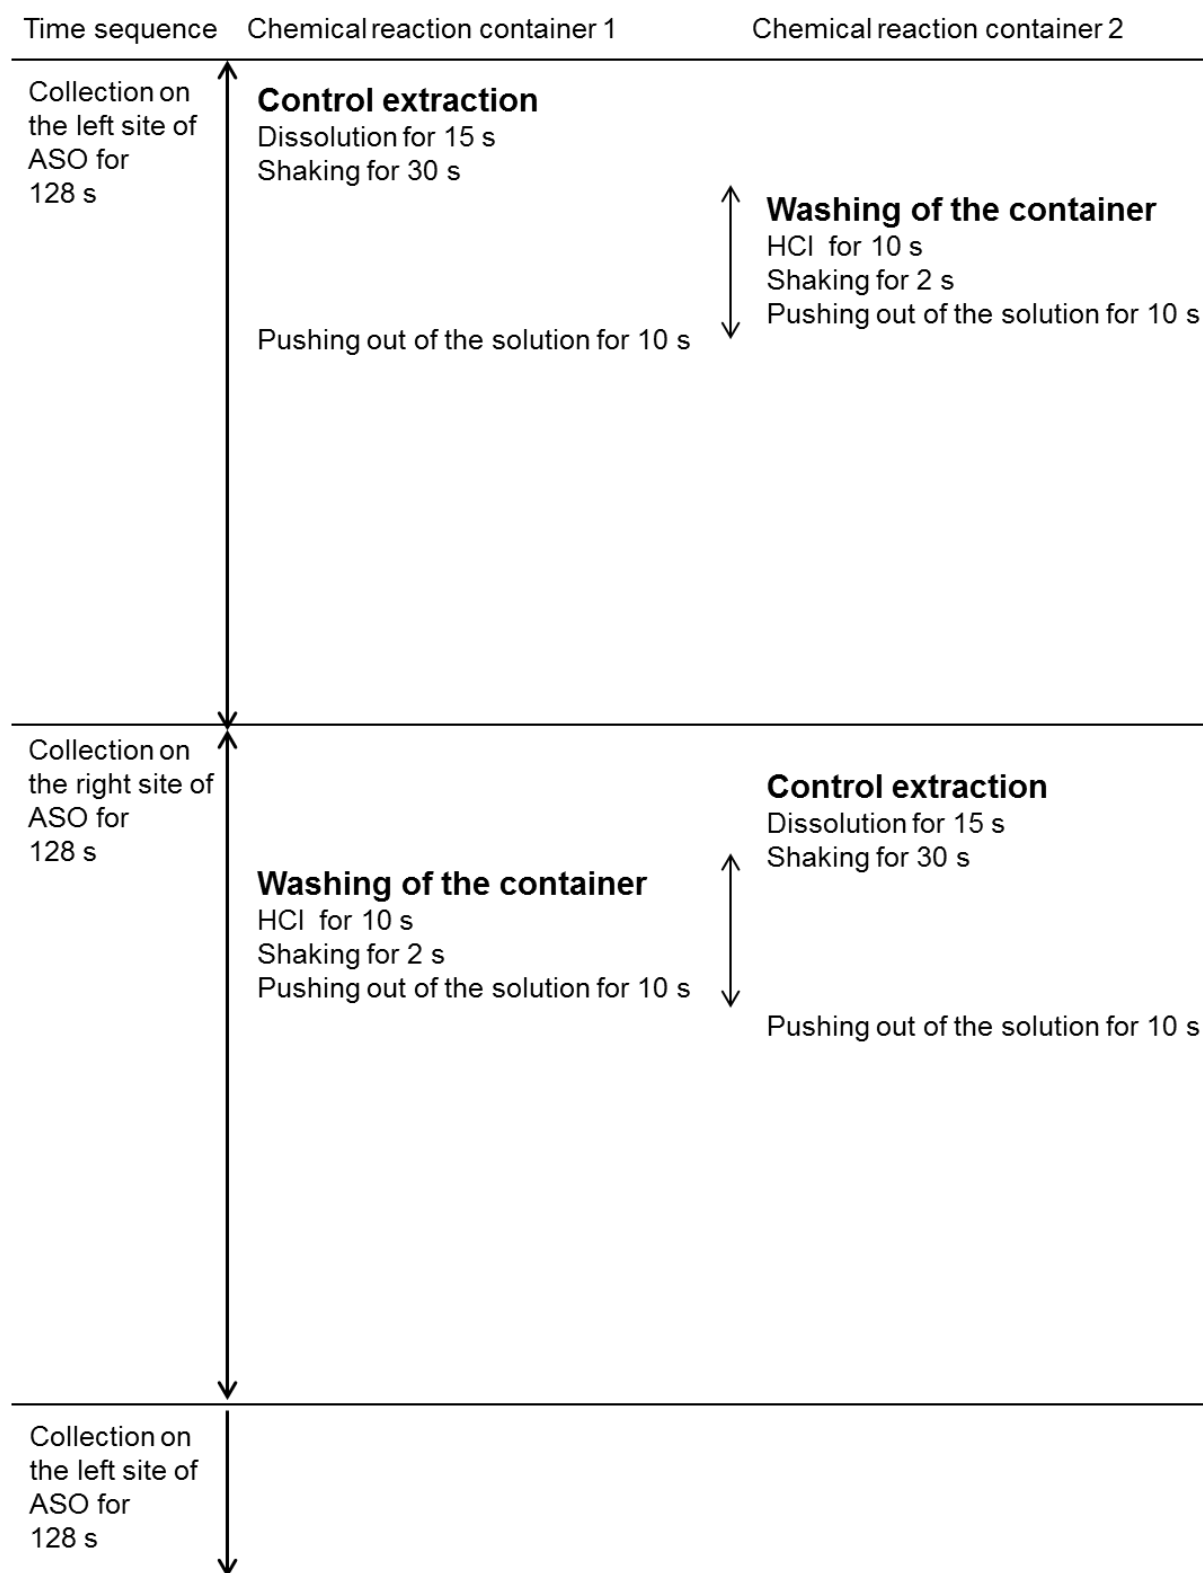 Time sequence
Chemical reaction container 1
Chemical reaction container 2
Collection on
the left site of
ASO for
128 s
Control extraction
Dissolution for 15 s
Shaking for 30 s
Pushing out of the solution for 10 s
Washing of the container
HCl for 10 s
Shaking for 2 s
Pushing out of the solution for 10 s
Collection on
the right site of
ASO for
128 s
Washing of the container
HCl for 10 s
Shaking for 2 s
Pushing out of the solution for 10 s
Control extraction
Dissolution for 15 s
Shaking for 30 s
Pushing out of the solution for 10 s
Collection on
the left site of
ASO for
128 s